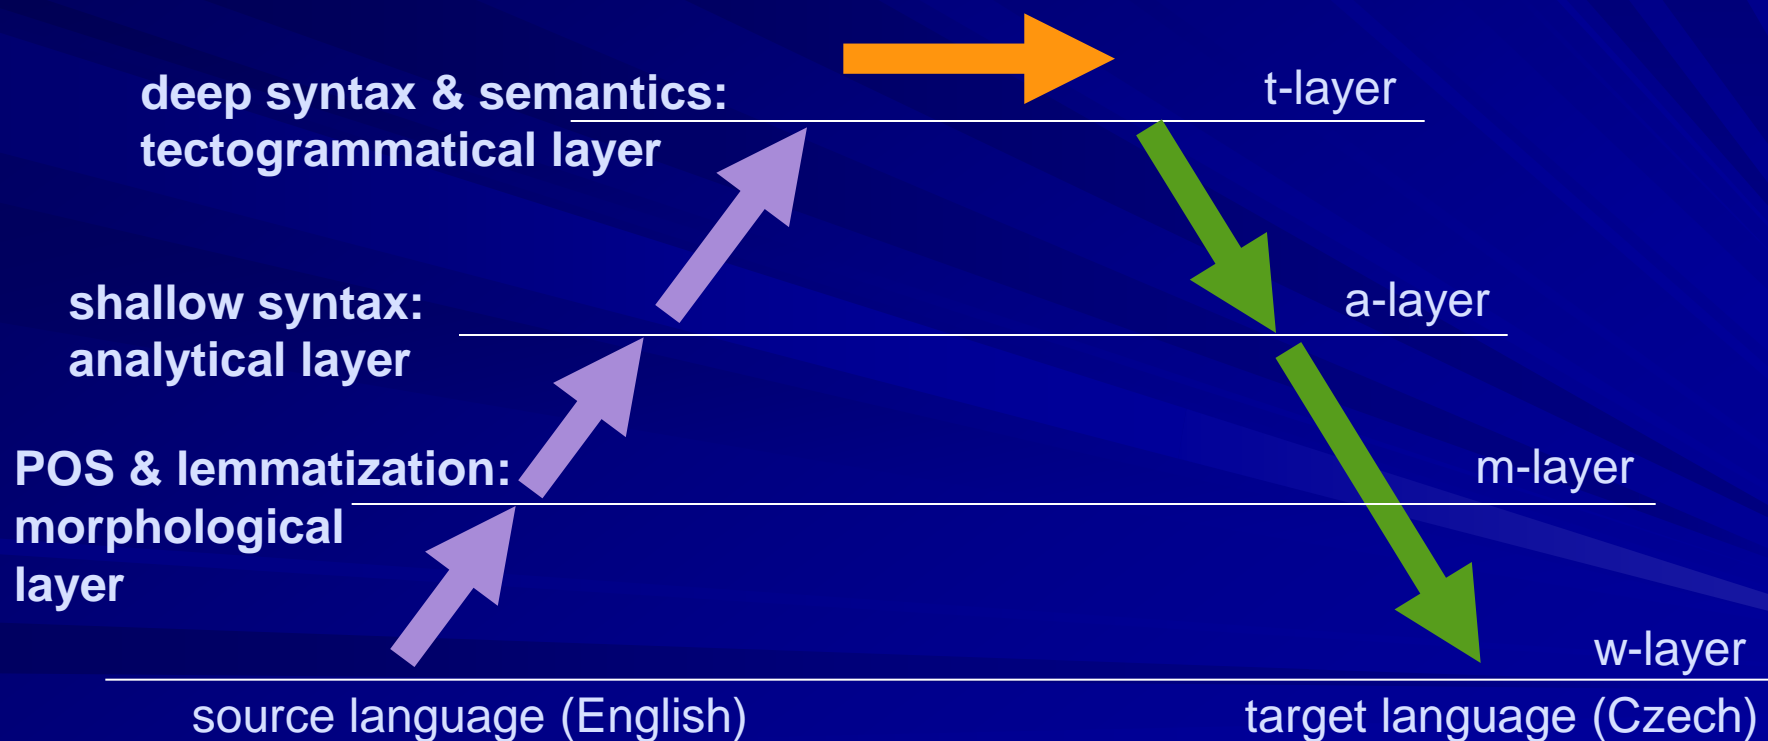 deep syntax & semantics:
tectogrammatical layer
t-layer
shallow syntax:
analytical layer
a-layer
POS & lemmatization:
morphological
layer
m-layer
w-layer
source language (English)
target language (Czech)